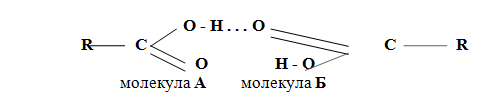 O - H . . . O
R C C R
O H - O
молекула А молекула Б